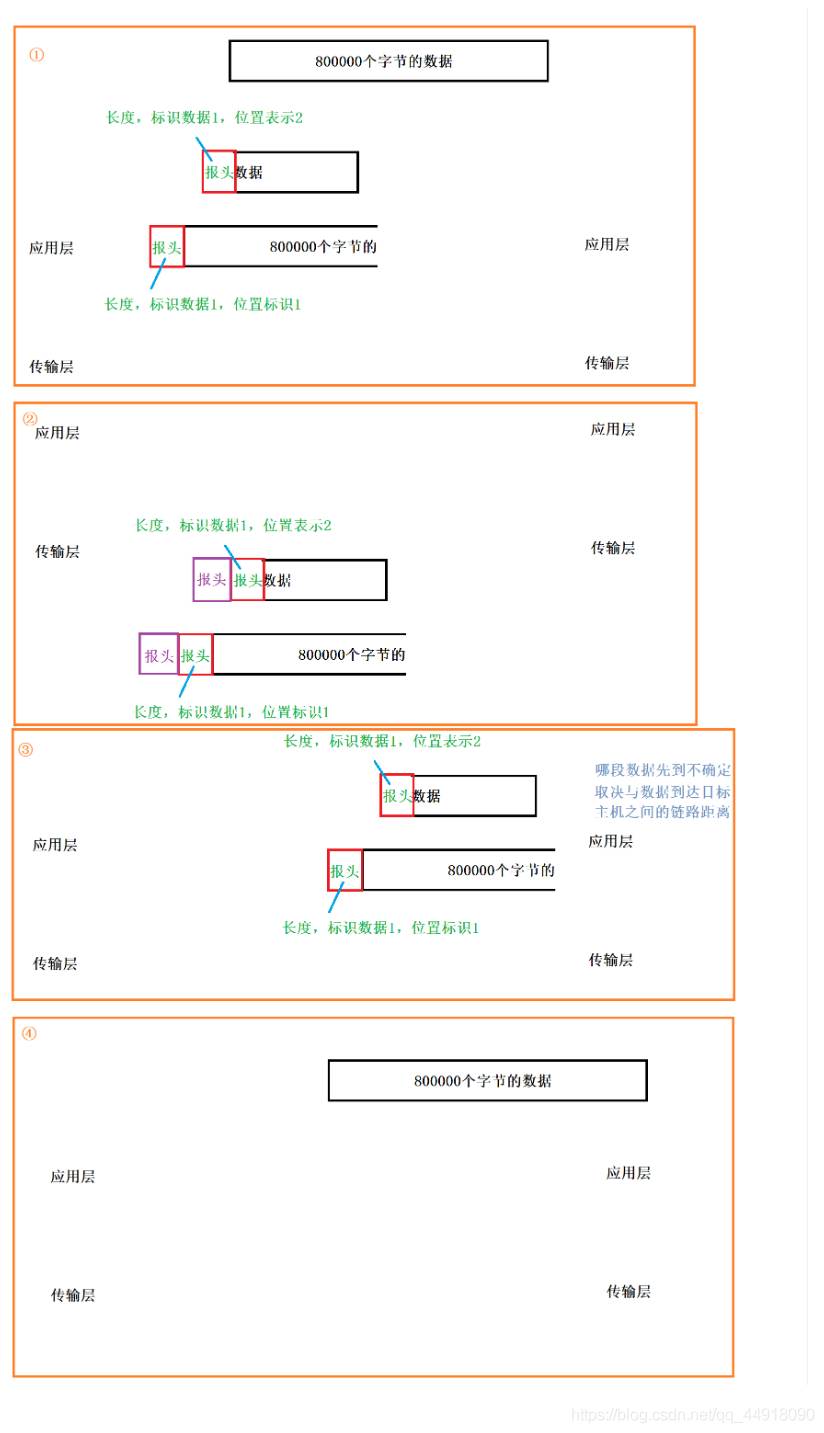 ①
800000个字节的数据
长度，标识数据1，位置表示2
报头数据
应用层
报头
800000个字节的
应用层
长度，标识数据1，位置标识1
传输层
传输层
②
应用层
应用层
长度，标识数据1，位置表示2
传输层
传输层
报头
报头数据
报头
报头
800000个字节的
长度，标识数据1，位置标识1
③
长度，标识数据1，位置表示2
哪段数据先到不确定
取决与数据到达目标
主机之间的链路距离
报头数据
应用层
应用层
报头
800000个字节的
长度，标识数据1，位置标识1
传输层
传输层
④
800000个字节的数据
应用层
应用层
传输层
传输层
https://blog.csdn.net/qq_44918090